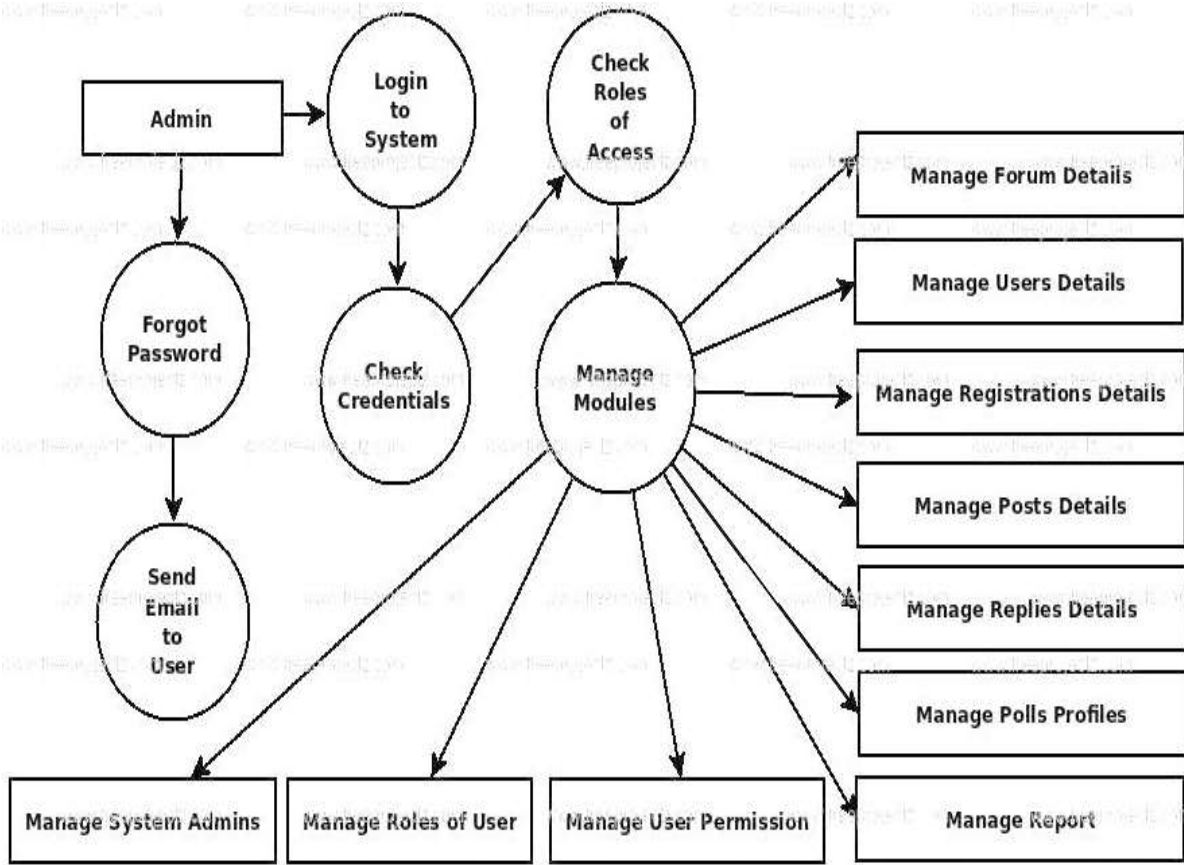 Admin
Login
to
System
Check
Roles
of
Access
Forgot
Password
Check
Credentials
Manage
Modules
Send
Email
to
User
Manage Forum Details
Manage Users Details
Manage Registrations Details
Manage Posts Details
Manage Replies Details
Manage Polls Profiles
Manage Report
Manage System Admins
Manage Roles of User
Manage User Permission